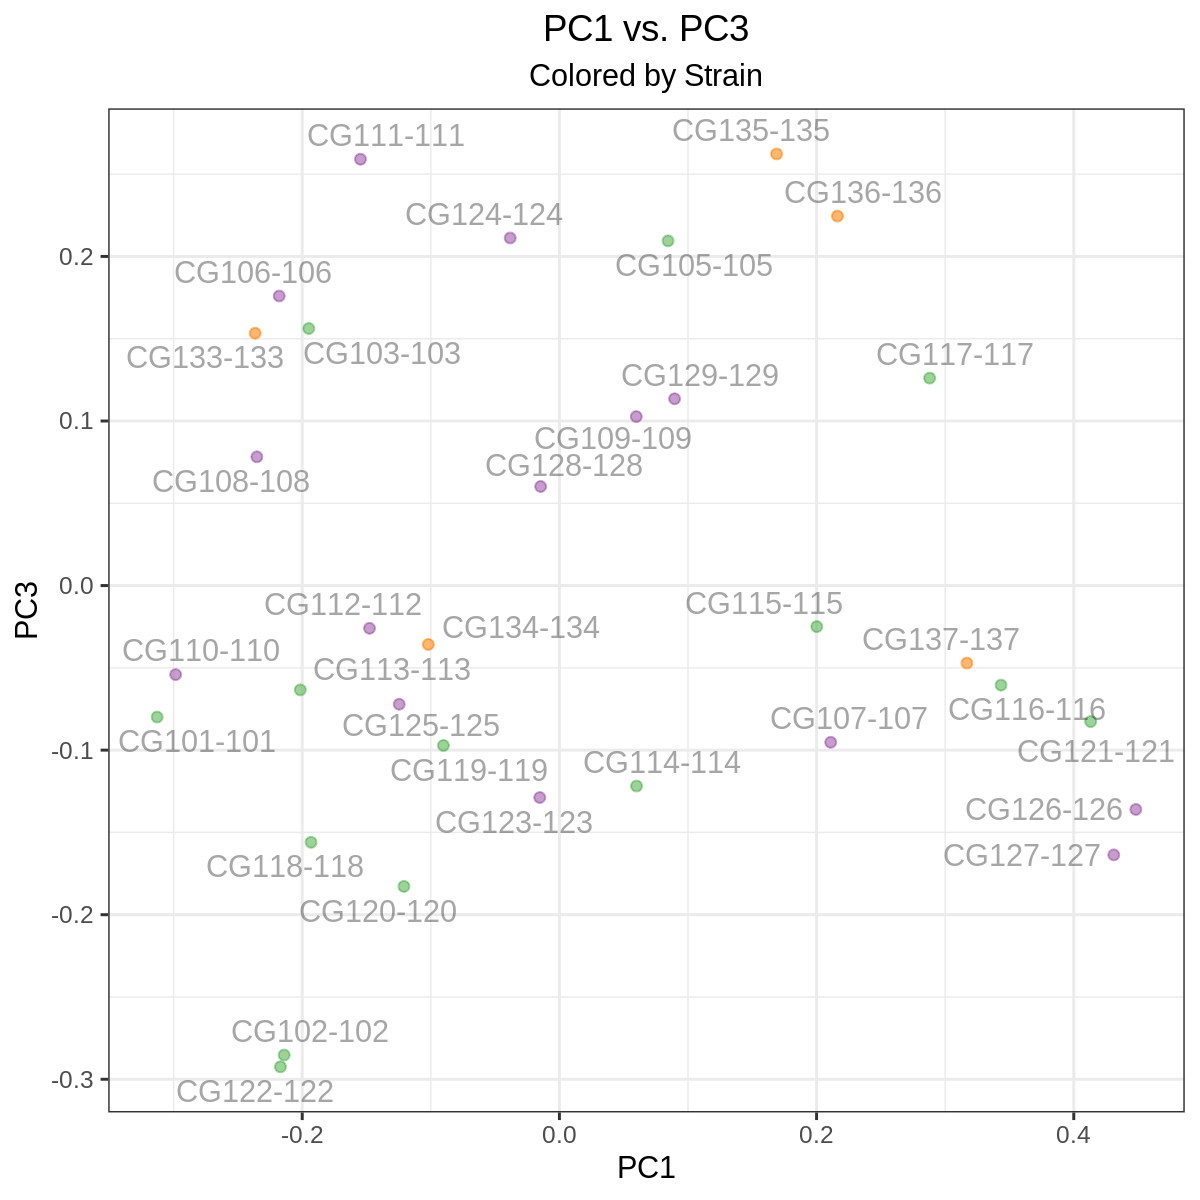 PC1 vs. PC3
Colored by Strain
CG111-111
CG135-135
CG136-136
CG124-124
CG105-105
0.2
CG106-106
CG133-133
CG103-103
CG117-117
CG129-129
0.1
CG109-109
CG128-128
CG108-108
PC3
0.0
CG112-112
CG115-115
CG134-134
CG137-137
CG110-110
CG113-113
CG116-116
CG107-107
CG125-125
CG101-101
-0.1
CG121-121
CG119-119
CG114-114
CG126-126
CG123-123
CG127-127
CG118-118
CG120-120
-0.2
CG102-102
-0.3
CG122-122
-0.2 0.0 0.2 0.4
PC1